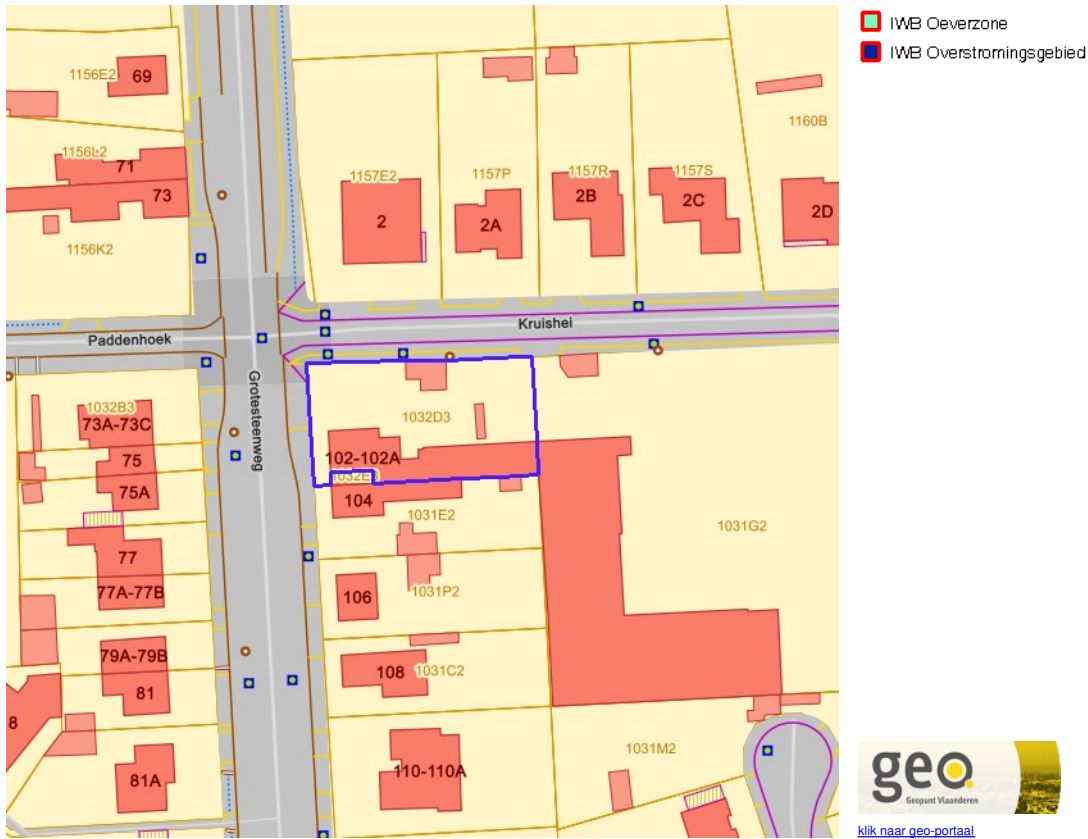 IWB Oeverzone
IWB Overstromingsgebied
1156E2
69
1156L2
71
73
1156K2
1157E2
2
1157P
2A
1157R
2B
1157S
2C
1160B
2D
Paddenhoek
Kruishei
Grotesteenweg
1032B3
73A-73C
75
75A
77
77A-77B
79A-79B
81
8
81A
1032D3
102-102A
1032E
104
1031E2
1031G2
106
1031P2
108
1031C2
110-110A
1031M2
geo
Geopunt Vlaanderen
klik naar geo-portaal